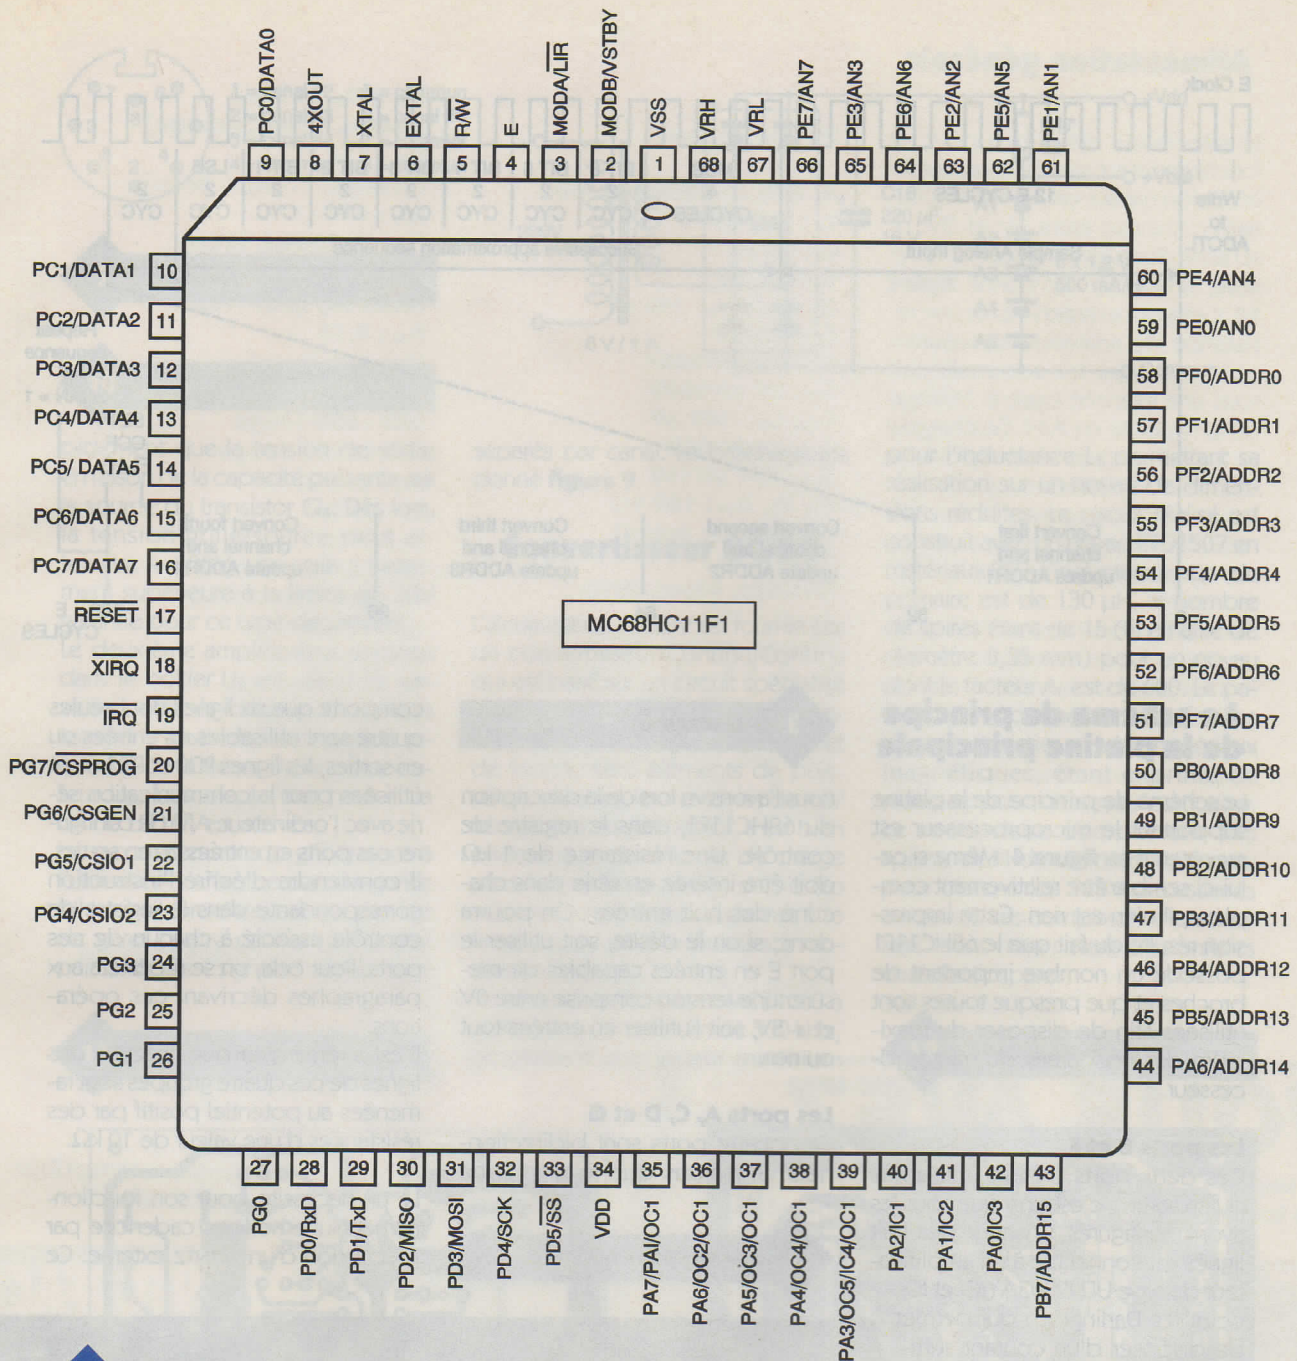 PC0/DATA0
4XOUT
XTAL
EXTAL
R/W
E
MODA/LIR
MODB/VSTBY
VSS
VRH
VRL
PE7/AN7
PE3/AN3
PE6/AN6
PE2/AN2
PE5/AN5
PE1/AN1
9 8 7 6 5 4 3 2 1 68 67 66 65 64 63 62 61
PC1/DATA1 10
PC2/DATA2 11
PC3/DATA3 12
PC4/DATA4 13
PC5/ DATA5 14
PC6/DATA6 15
PC7/DATA7 16
RESET 17
XIRQ 18
IRQ 19
PG7/CSPROG 20
PG6/CSGEN 21
PG5/CSIO1 22
PG4/CSIO2 23
PG3 24
PG2 25
PG1 26
MC68HC11F1
60 PE4/AN4
59 PE0/AN0
58 PF0/ADDR0
57 PF1/ADDR1
56 PF2/ADDR2
55 PF3/ADDR3
54 PF4/ADDR4
53 PF5/ADDR5
52 PF6/ADDR6
51 PF7/ADDR7
50 PB0/ADDR8
49 PB1/ADDR9
48 PB2/ADDR10
47 PB3/ADDR11
46 PB4/ADDR12
45 PB5/ADDR13
44 PA6/ADDR14
27 28 29 30 31 32 33 34 35 36 37 38 39 40 41 42 43
PG0
PD0/RxD
PD1/TxD
PD2/MISO
PD3/MOSI
PD4/SCK
PD5/SS
VDD
PA7/PAI/OC1
PA6/OC2/OC1
PA5/OC3/OC1
PA4/OC4/OC1
PA3/OC5/IC4/OC1
PA2/IC1
PA1/IC2
PA0/IC3
PB7/ADDR15